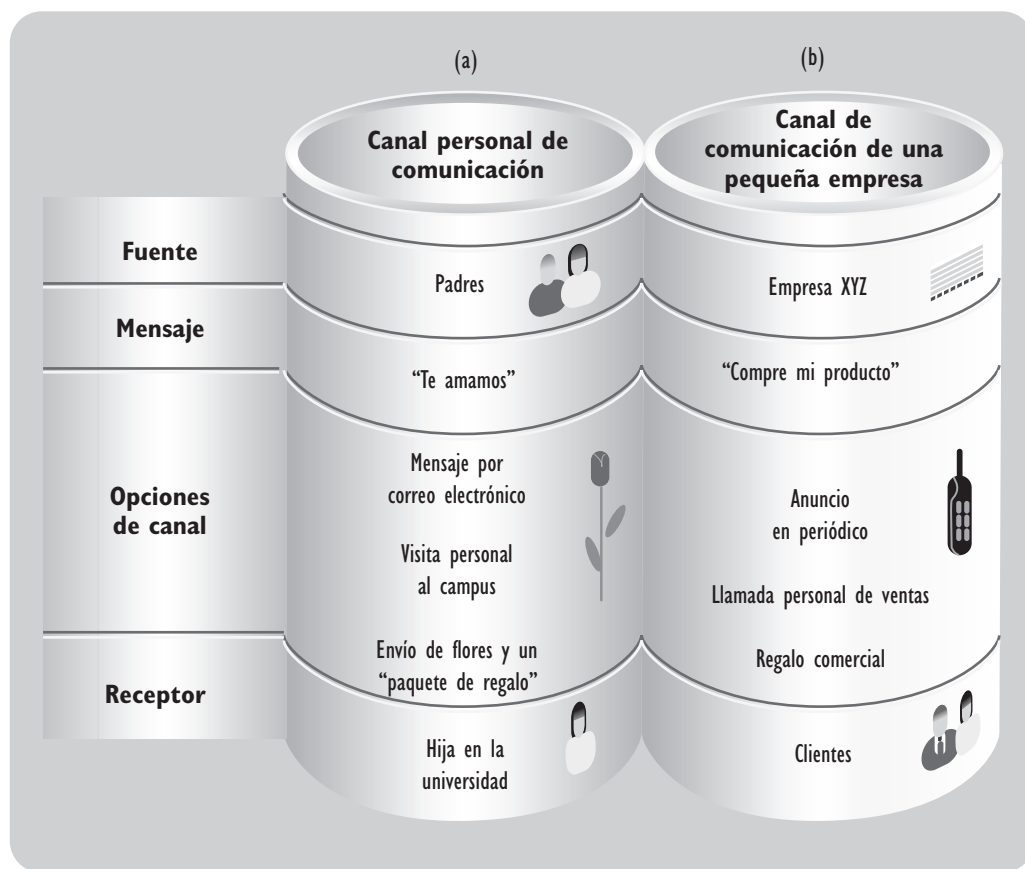 (a)
(b)
Canal personal de
comunicación
Canal de
comunicación de una
pequeña empresa
Fuente
Padres
Empresa XYZ
Mensaje
“Te amamos”
“Compre mi producto”
Opciones
de canal
Mensaje por
correo electrónico
Visita personal
al campus
Envío de flores y un
“paquete de regalo”
Anuncio
en periódico
Llamada personal de ventas
Regalo comercial
Receptor
Hija en la
universidad
Clientes